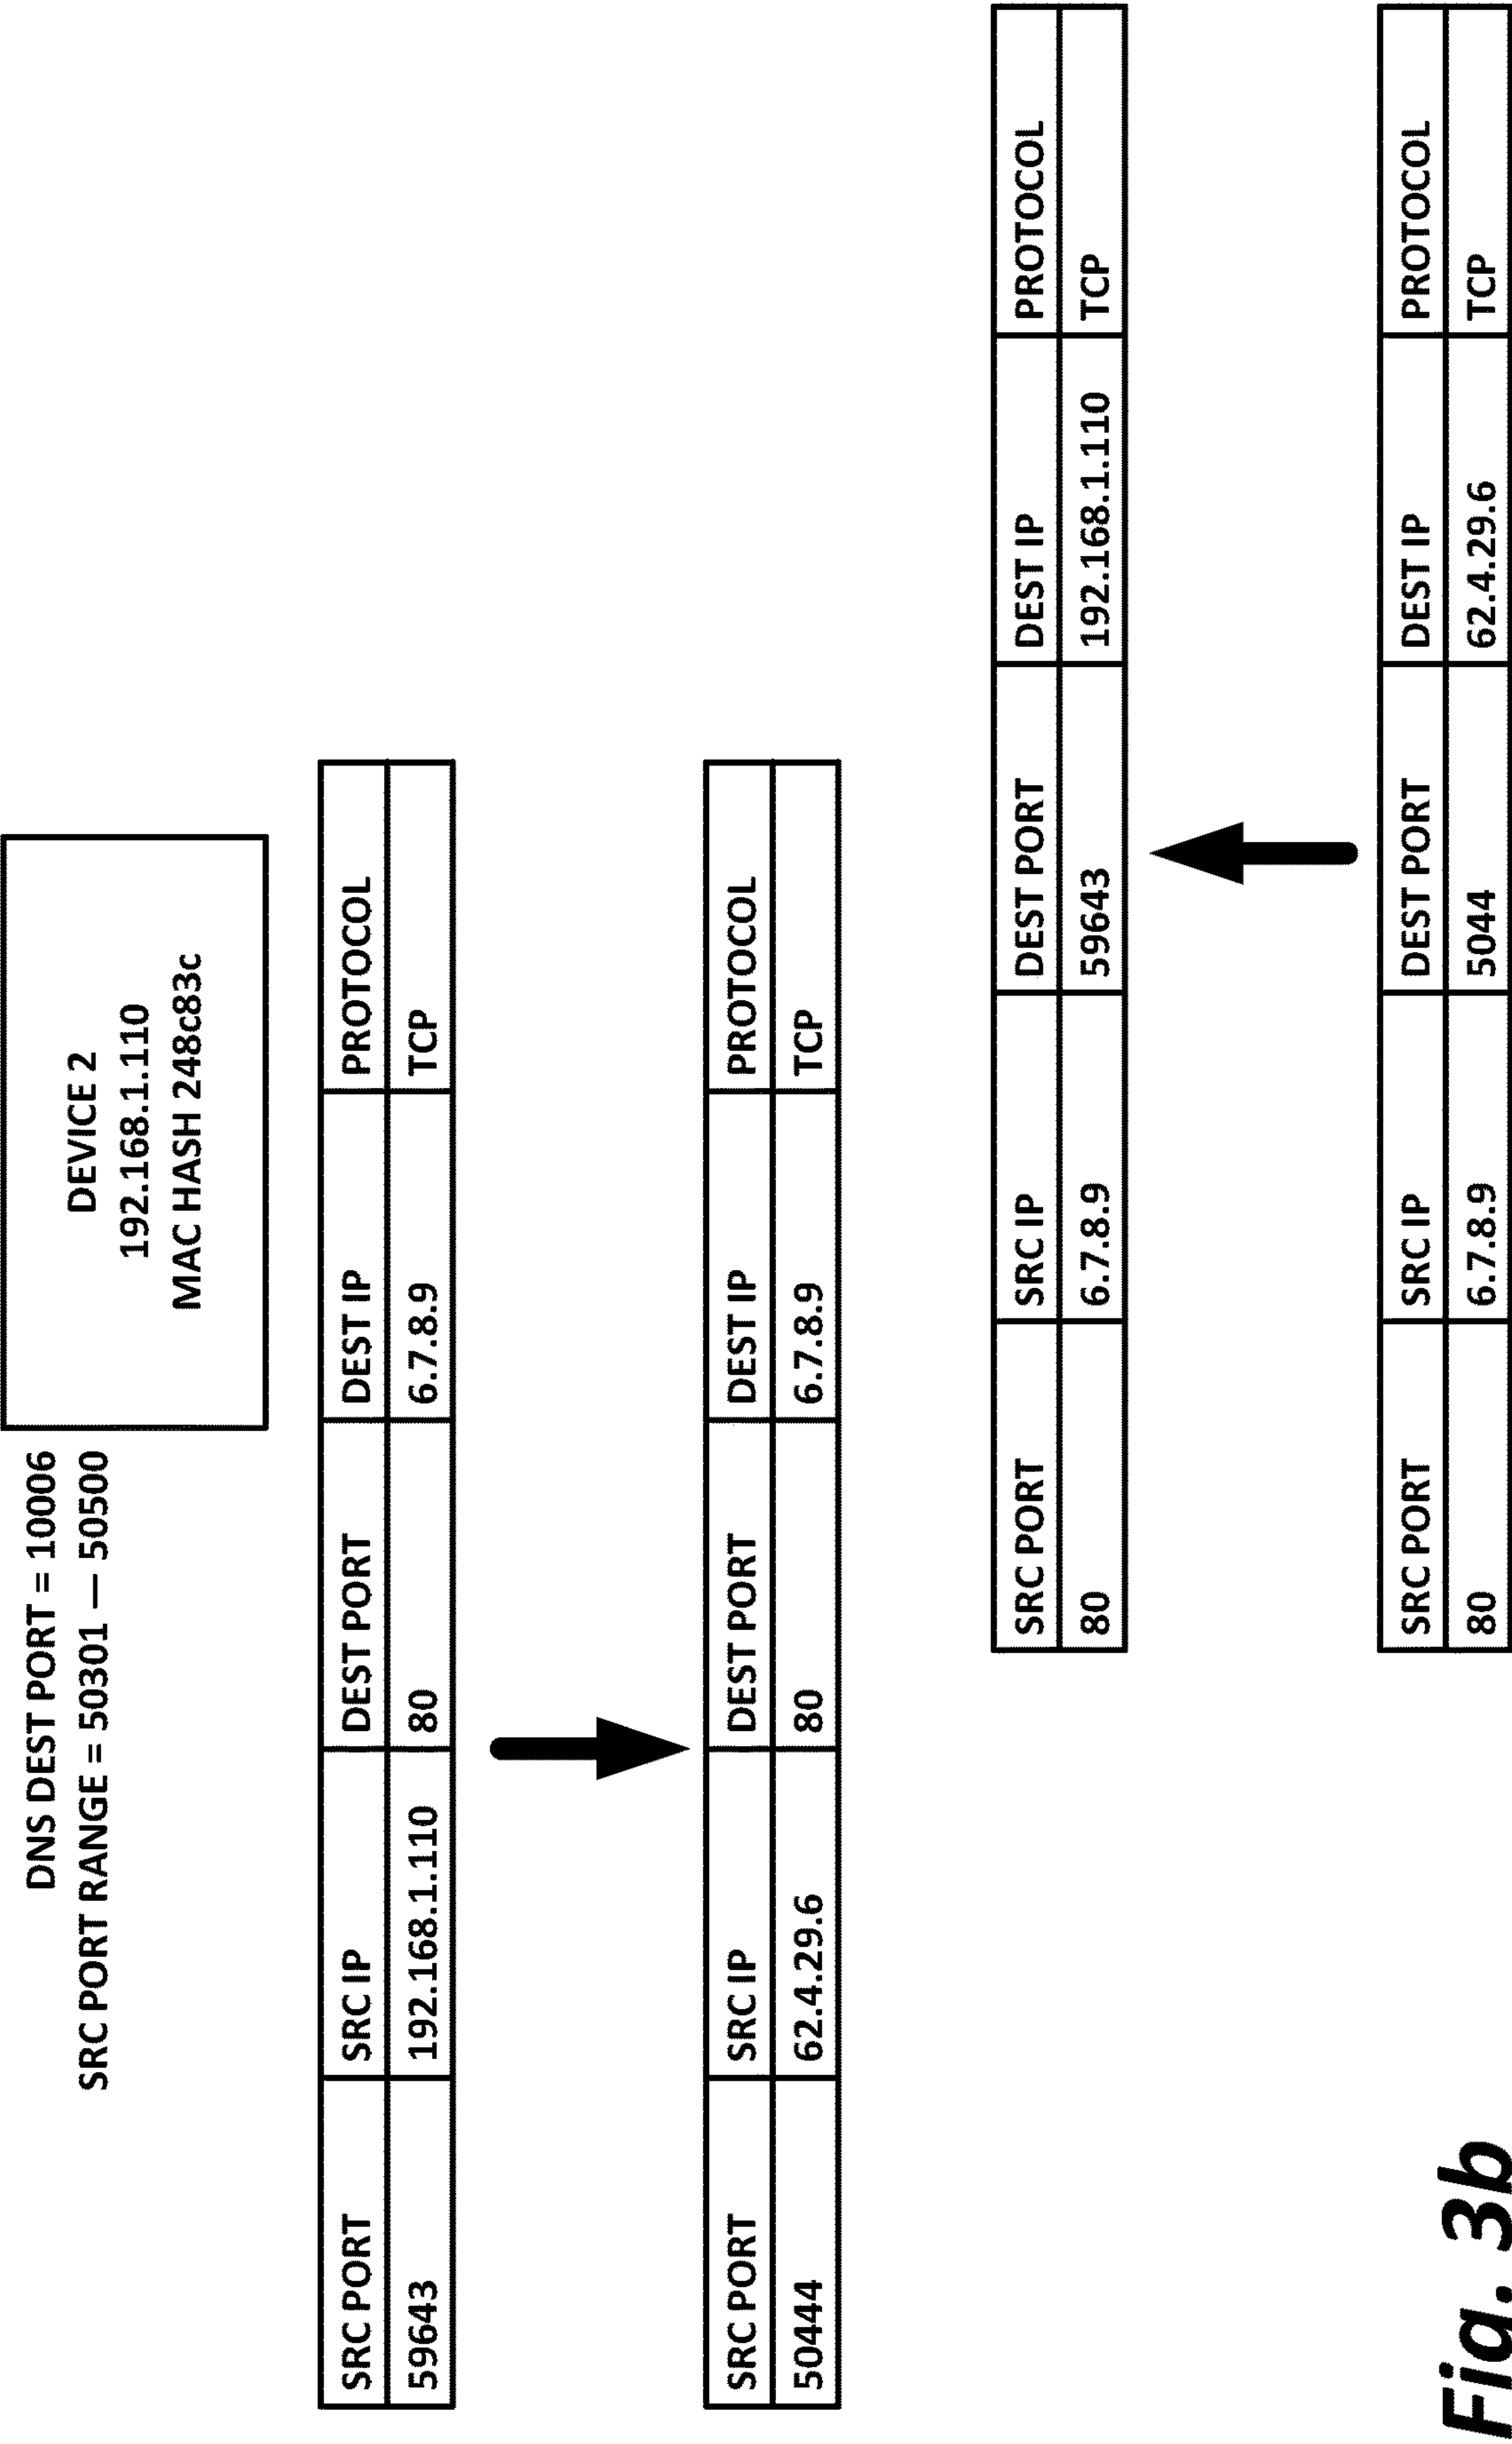 DEVICE 2
192.168.1.110
MAC HASH 248c83c
DNS DEST PORT = 10006
SRC PORT RANGE = 50301 — 50500
SRC PORT SRC IP DEST PORT DEST IP PROTOCOL
59643 192.168.1.110 80 6.7.8.9 TCP
SRC PORT SRC IP DEST PORT DEST IP PROTOCOL
50444 62.4.29.6 80 6.7.8.9 TCP
SRC PORT SRC IP DEST PORT DEST IP PROTOCOL
80 6.7.8.9 59643 192.168.1.110 TCP
SRC PORT SRC IP DEST PORT DEST IP PROTOCOL
80 6.7.8.9 5044 62.4.29.6 TCP
Fig. 3b